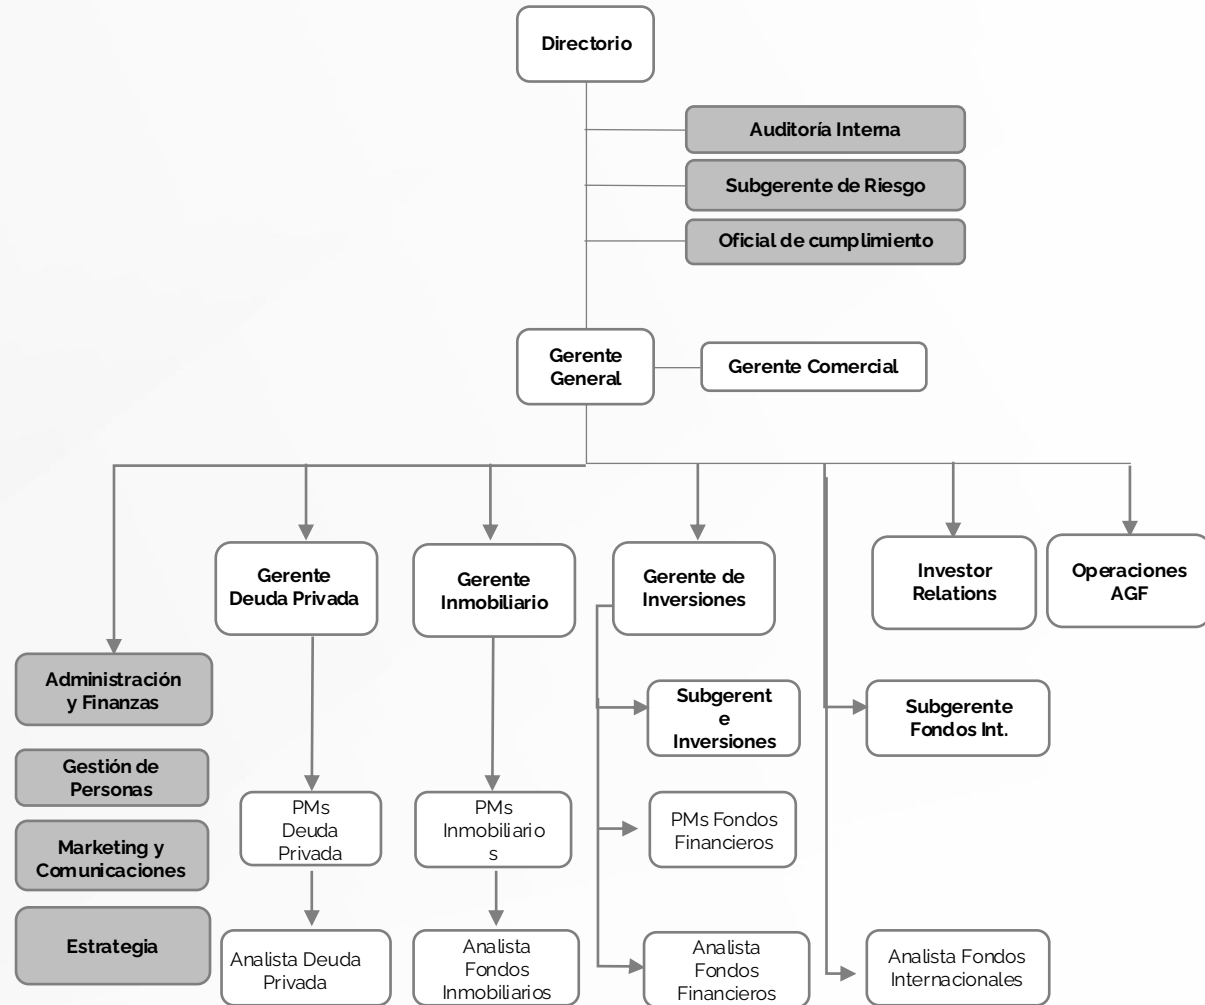 Directorio
Auditoría Interna
Subgerente de Riesgo
Oficial de cumplimiento
Gerente
General
Gerente Comercial
Gerente
Deuda Privada
Gerente
Inmobiliario
Gerente de
Inversiones
Investor
Relations
Operaciones
AGF
Administración
y Finanzas
Subgerent
e
Inversiones
Subgerente
Fondos Int.
Gestión de
Personas
PMs
Deuda
Privada
PMs
Inmobiliario
s
PMs Fondos
Financieros
Marketing y
Comunicaciones
Estrategia
Analista Deuda
Privada
Analista
Fondos
Inmobiliarios
Analista
Fondos
Financieros
Analista Fondos
Internacionales